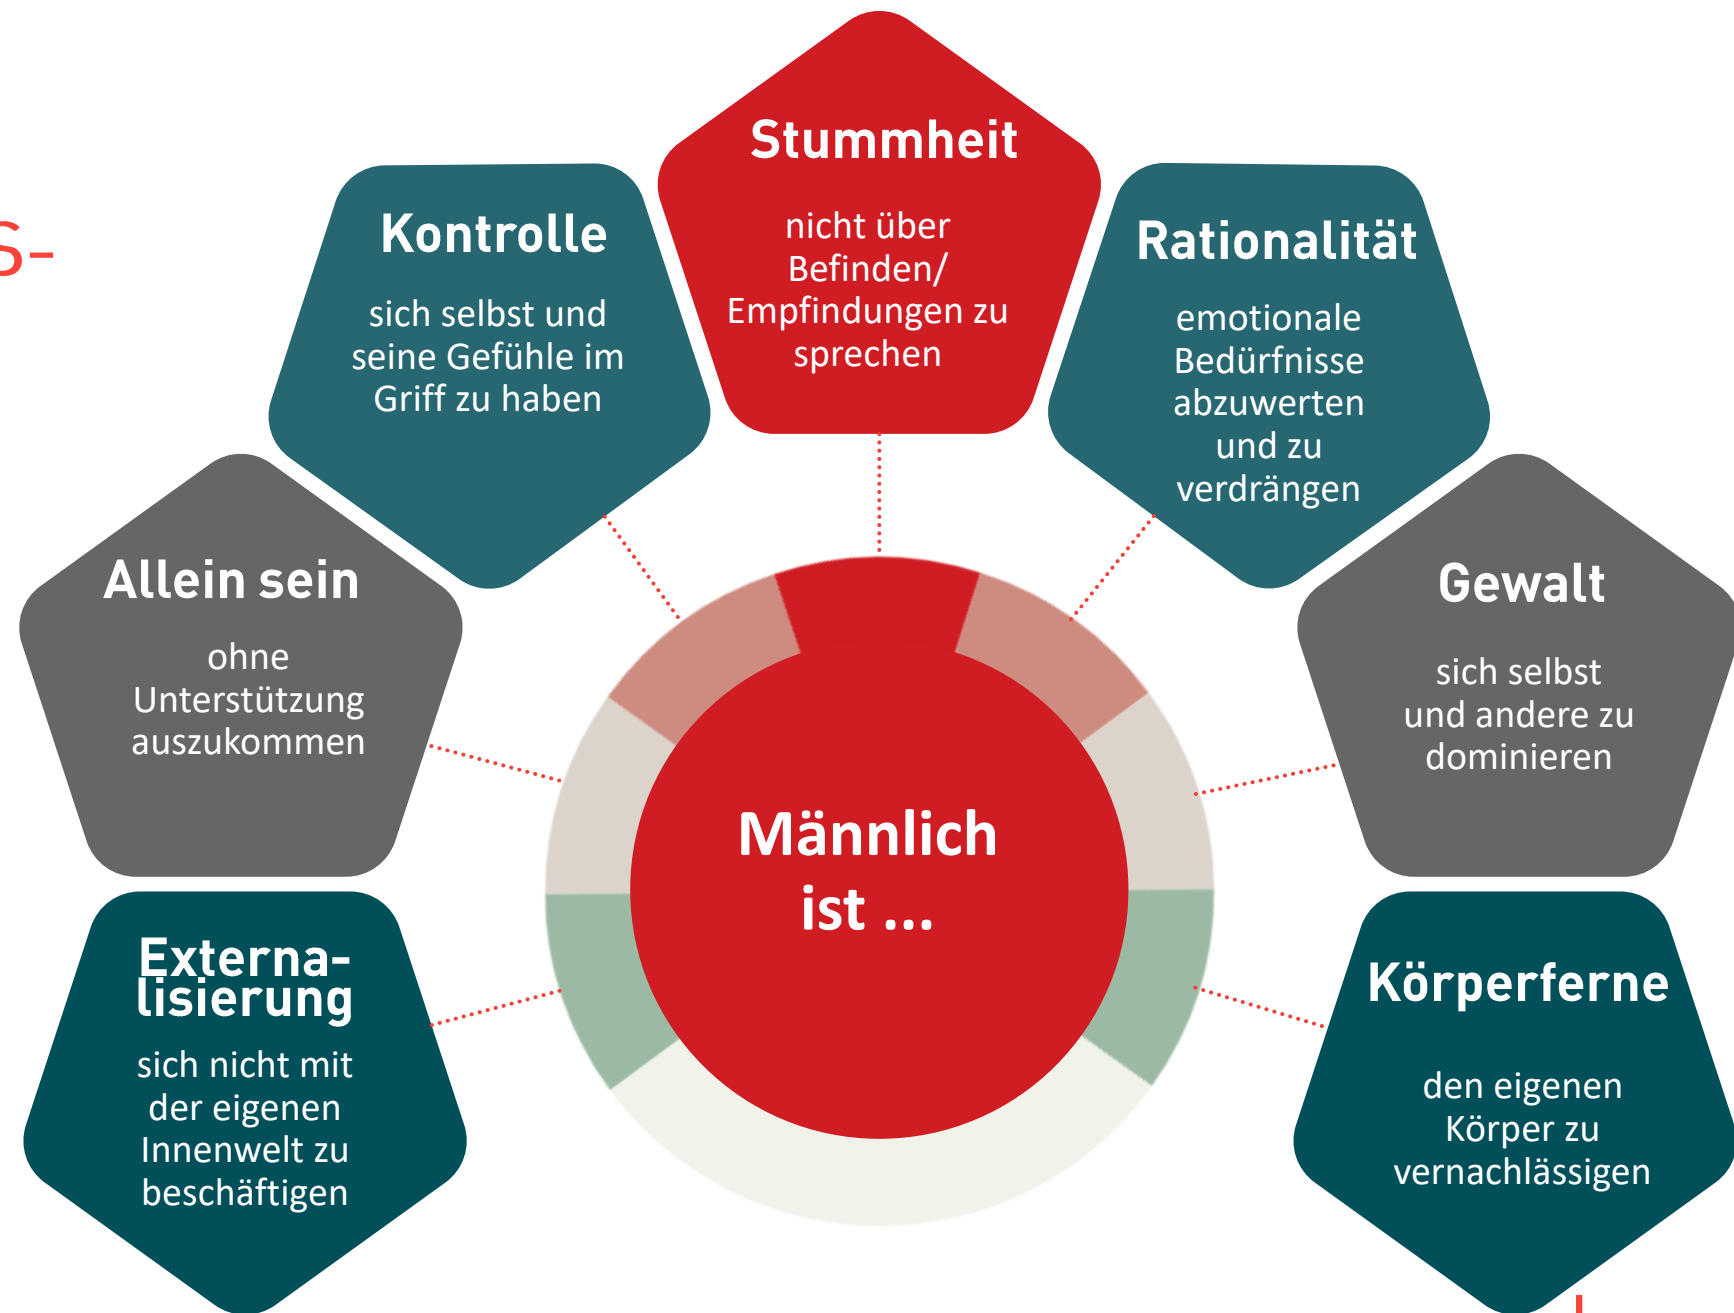 s-
Stummheit
nicht über
Befinden/
Empfindungen zu
sprechen
Kontrolle
sich selbst und
seine Gefühle im
Griff zu haben
Rationalität
emotionale
Bedürfnisse
abzuwerten
und zu
verdrängen
Allein sein
ohne
Unterstützung
auszukommen
Gewalt
sich selbst
und andere zu
dominieren
Männlich
ist ...
Externa-
lisierung
sich nicht mit
der eigenen
Innenwelt zu
beschäftigen
Körperferne
den eigenen
Körper zu
vernachlässigen